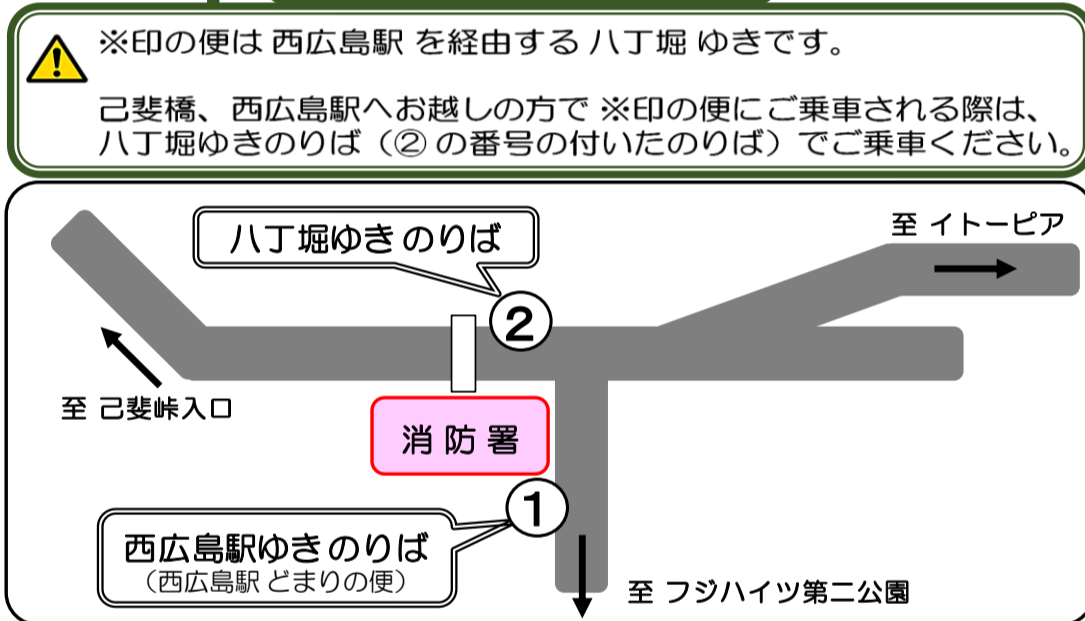 ※印の便は 西広島駅 を経由する 八丁堀 ゆきです。
己斐橋、西広島駅へお越しの方で ※印の便にご乗車される際は、
八丁堀ゆきのりば（② の番号の付いたのりば）でご乗車ください。
八丁堀ゆき のりば
至 イトーピア
②
至 己斐峠入口
消 防 署
①
西広島駅ゆき のりば
（西広島駅 どまりの便）
至 フジハイツ第二公園